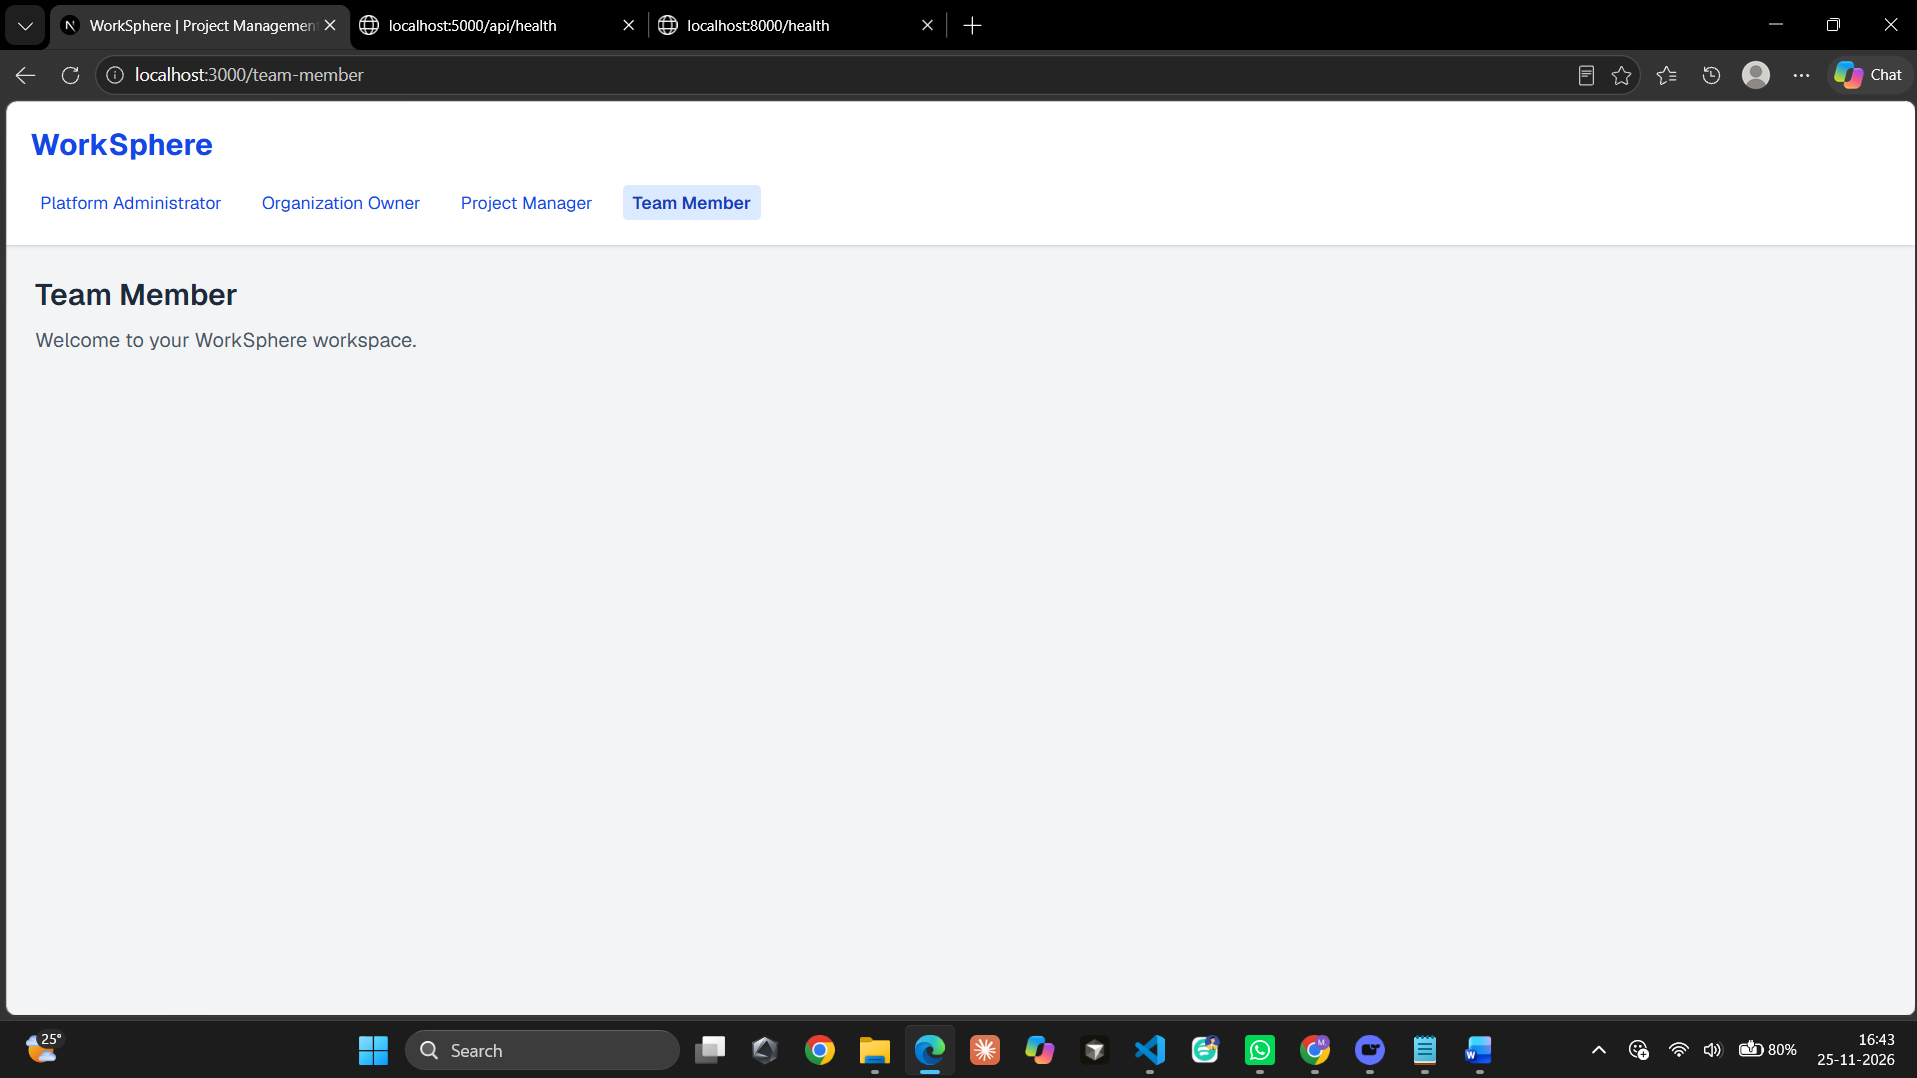 WorkSphere | Project Managemen
localhost:5000/api/health
localhost:8000/health
localhost:3000/team-member
Chat
WorkSphere
Platform Administrator
Organization Owner
Project Manager
Team Member
Team Member
Welcome to your WorkSphere workspace.
25°
Search
80%
16:43
25-11-2026